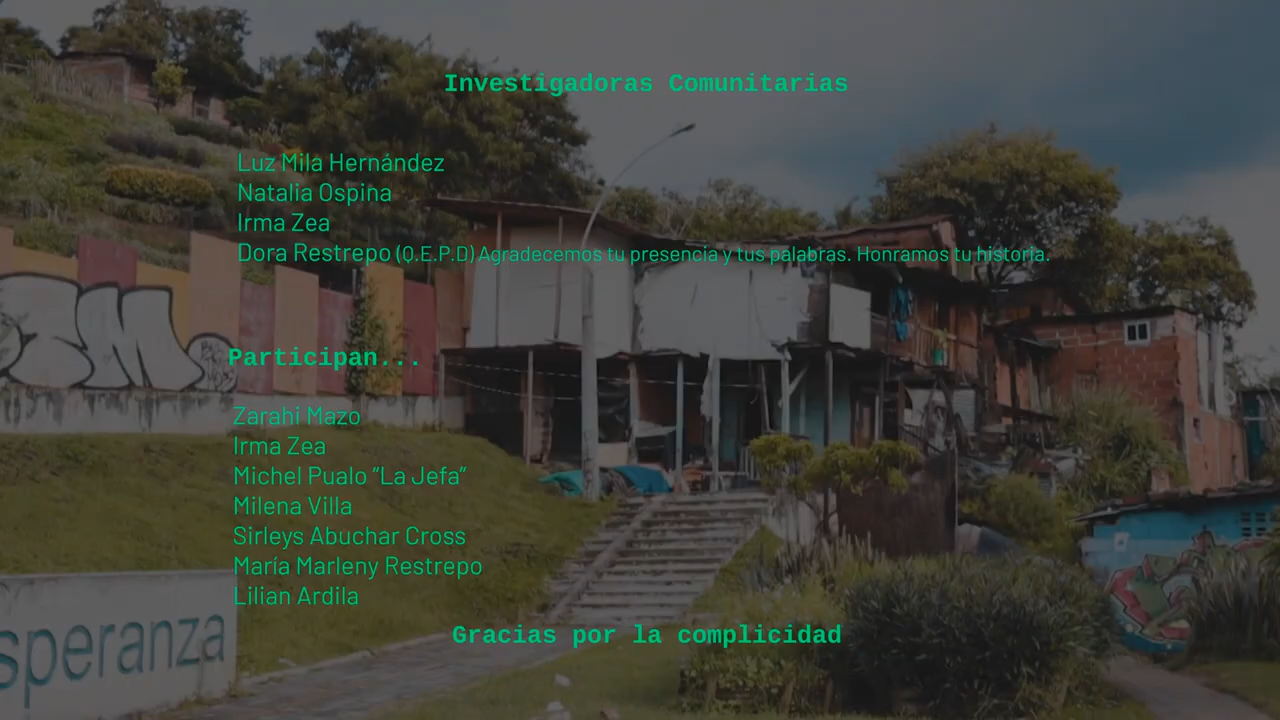 Investigadoras Comunitarias
Luz Mila Hernández
Natalia Ospina
Irma Zea
Dora Restrepo (Q.E.P.D) Agradecemos tu presencia y tus palabras. Honramos tu historia.
Participan...
Zarahi Mazo
Irma Zea
Michel Pualo “La Jefa”
Milena Villa
Sirleys Abuchar Cross
María Marleny Restrepo
Lilian Ardila
speranza
Gracias por la complicidad